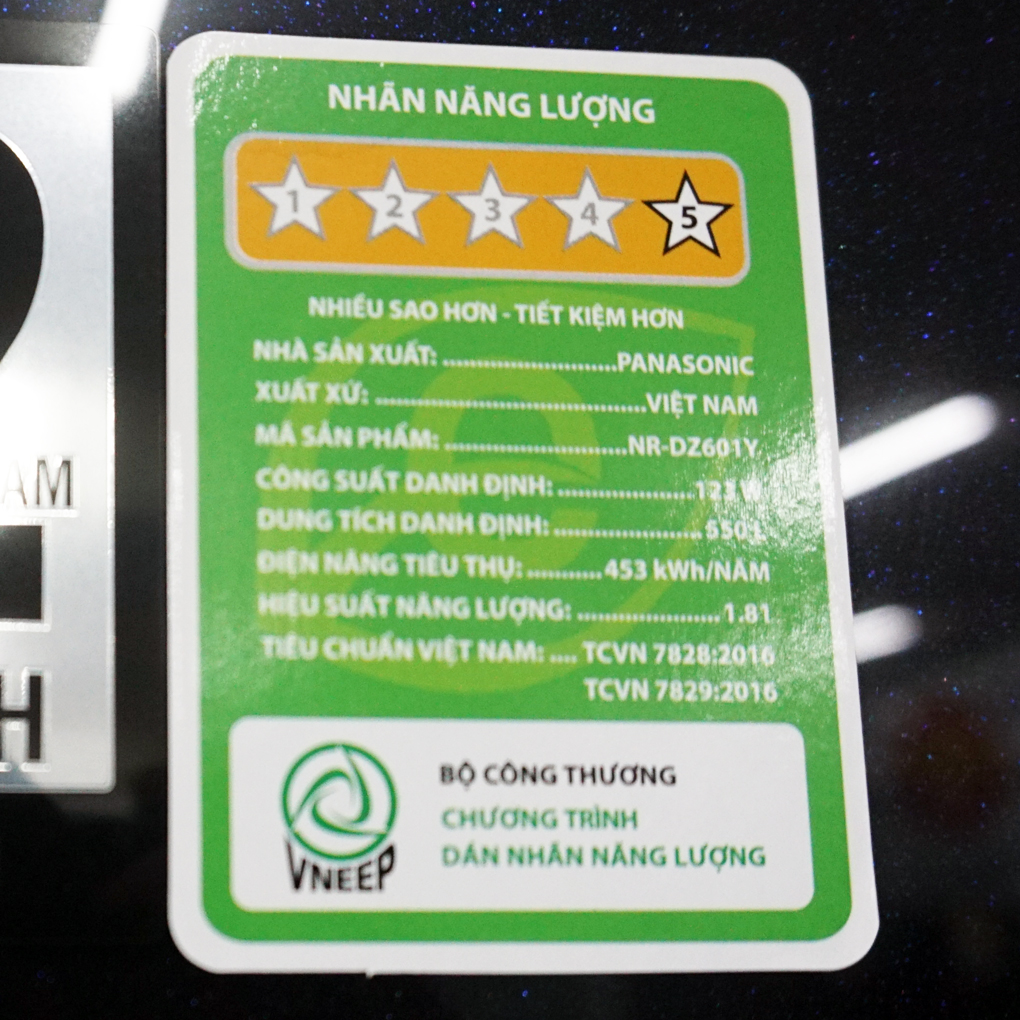 NHÃN NĂNG LƯỢNG
1 2 3 4 5
NHIỀU SAO HƠN - TIẾT KIỆM HƠN
NHÀ SẢN XUẤT: ........................PANASONIC
XUẤT XỨ: ......................................VIỆT NAM
MÃ SẢN PHẨM: .........................NR-DZ601Y
CÔNG SUẤT DANH ĐỊNH: ...................
DUNG TÍCH DANH ĐỊNH: ....................
ĐIỆN NĂNG TIÊU THỤ: ...........453 kWh/NĂM
HIỆU SUẤT NĂNG LƯỢNG: .................... 1.81
TIÊU CHUẨN VIỆT NAM: .... TCVN 7828:2016
TCVN 7829:2016
VNEEP
BỘ CÔNG THƯƠNG
CHƯƠNG TRÌNH
DÁN NHÃN NĂNG LƯỢNG
AM
H